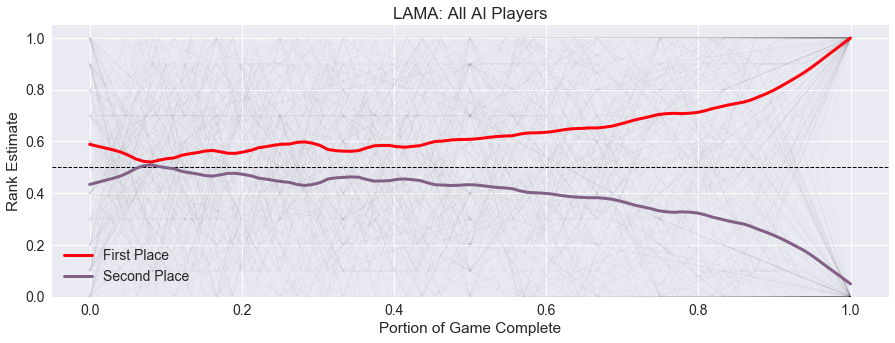 LAMA: All AI Players
Rank Estimate
1.0
0.8
0.6
0.4
0.2
0.0
First Place
Second Place
0.0 0.2 0.4 0.6 0.8 1.0
Portion of Game Complete